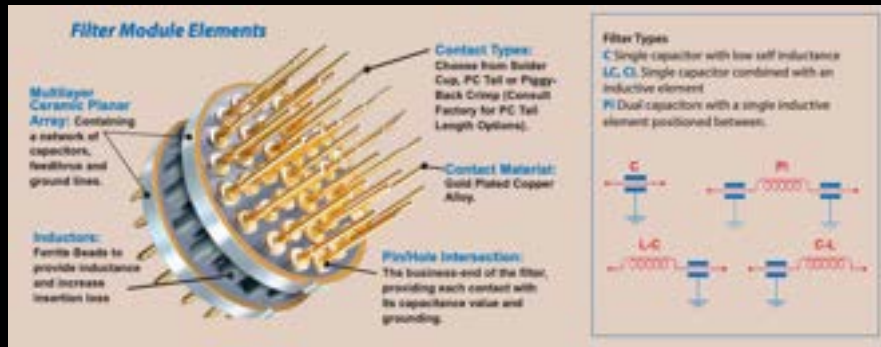 Filter Module Elements
Multilayer
Ceramic Planar
Array: Containing
a network of
capacitors,
feedthrus and
ground lines.
Inductors:
Ferrite Beads to
provide inductance
and increase
insertion loss
Contact Types:
Choose from Solder
Cup, PC Tail or Piggy-
Back Crimp (Consult
Factory for PC Tail
Length Options).
Contact Material:
Gold Plated Copper
Alloy.
Pin/Hole Intersection:
The business-end of the filter,
providing each contact with
its capacitance value and
grounding.
Filter Types
C Single capacitor with low self inductance
LC, CL Single capacitor combined with an
inductive element
Pi Dual capacitors with a single inductive
element positioned between.
C
Pi
L-C
C-L